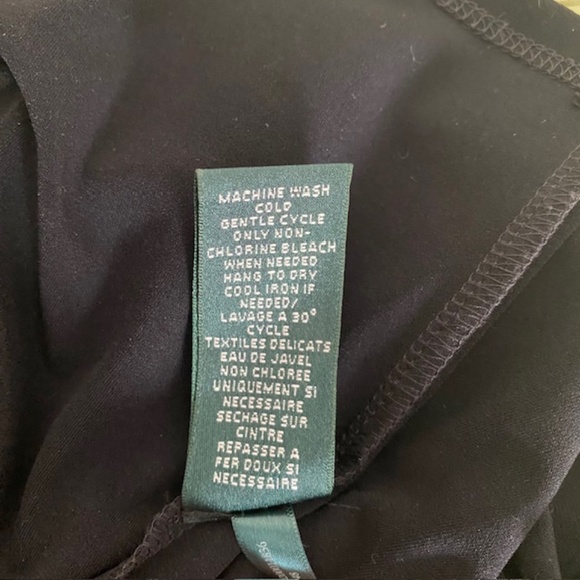 MACHINE WASH
COLD
GENTLE CYCLE
ONLY NON-
CHLORINE BLEACH
WHEN NEEDED
HANG TO DRY
COOL IRON IF
NEEDED/
LAVAGE A 30°
CYCLE
TEXTILES DELICATS
EAU DE JAVEL
NON CHLOREE
UNIQUEMENT SI
NECESSAIRE
SECHAGE SUR
CINTRE
REPASSER A
FER DOUX SI
NECESSAIRE